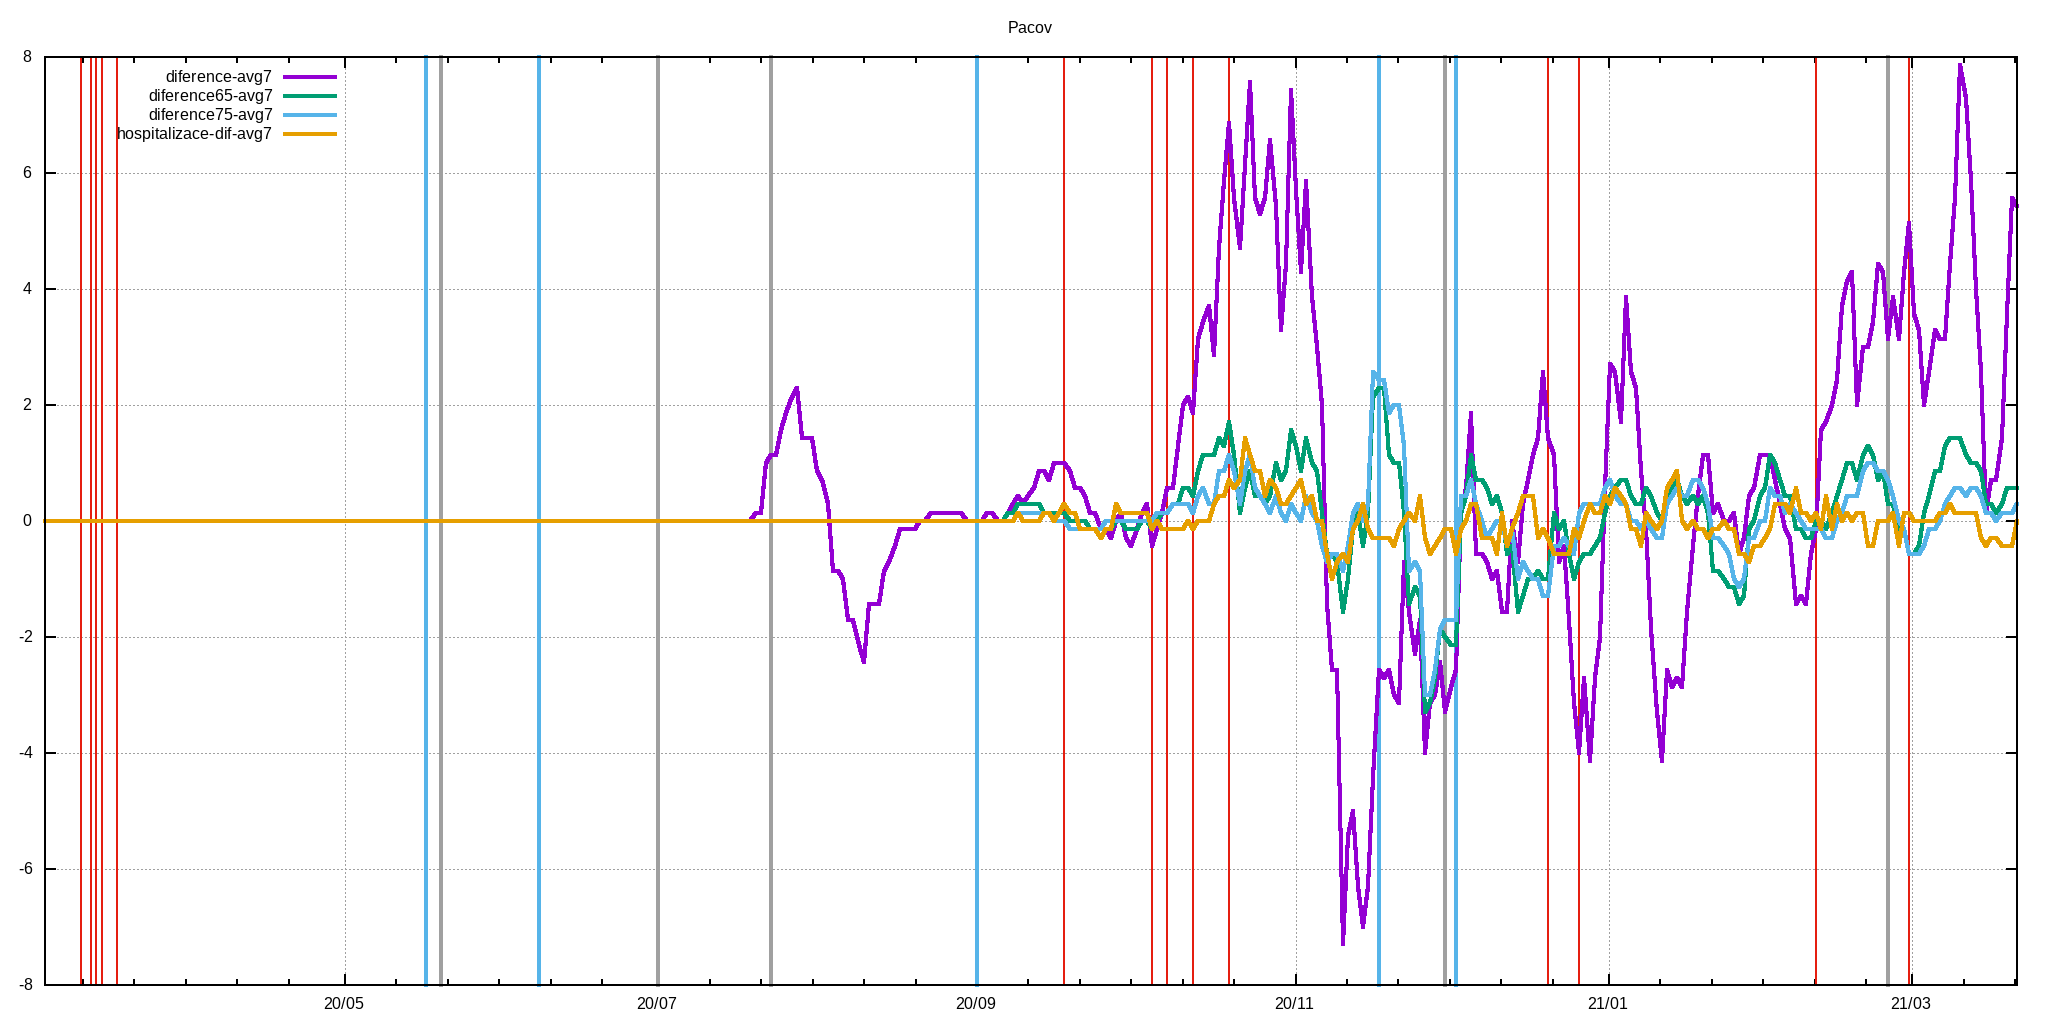 Pacov
8
diference-avg7
diference65-avg7
diference75-avg7
hospitalizace-dif-avg7
6
4
2
0
-2
-4
-6
-8
20/05 20/07 20/09 20/11 21/01 21/03